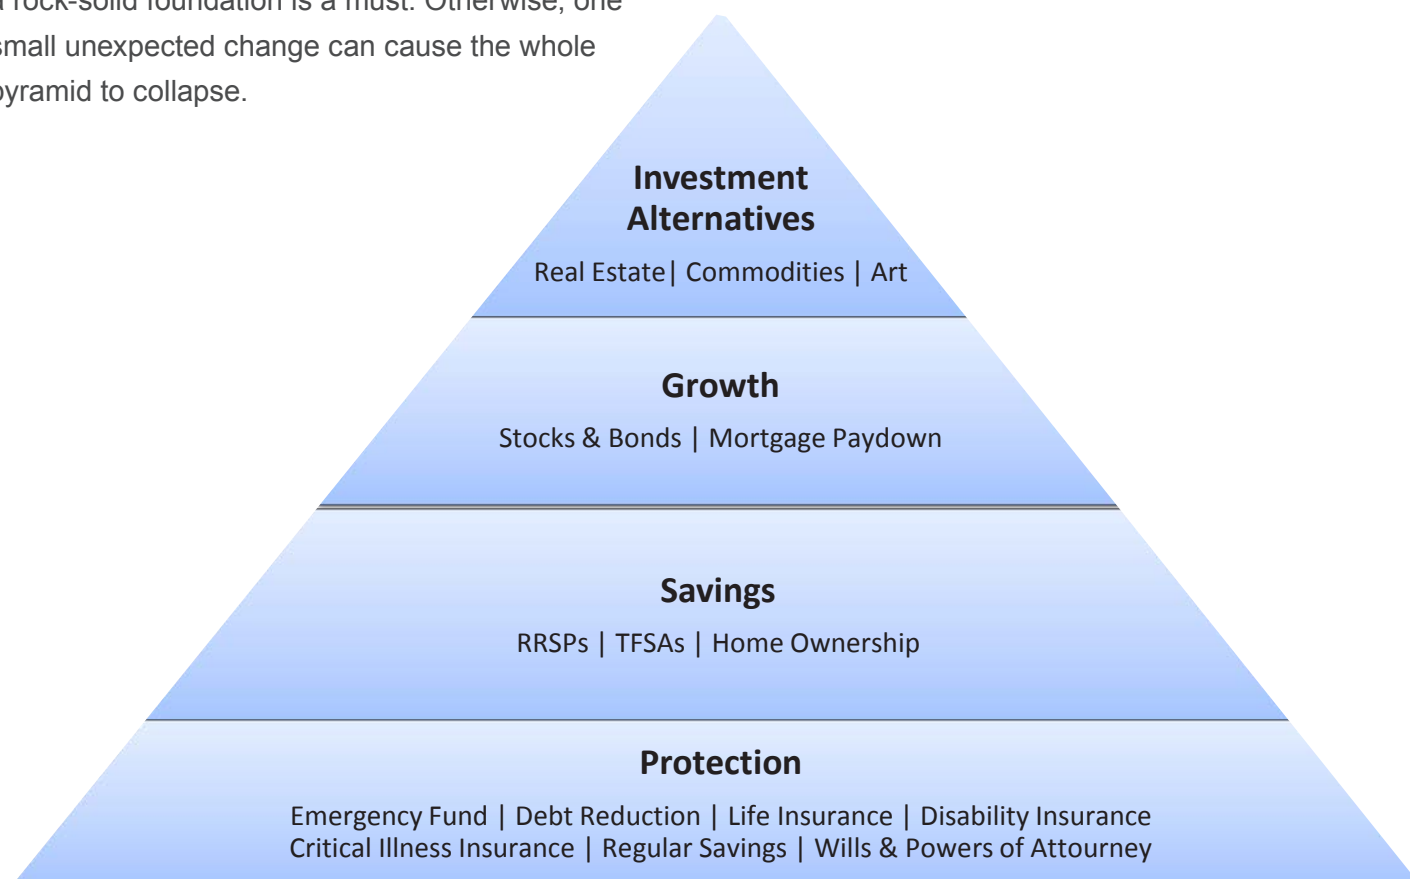 a rock-solid foundation is a must. Otherwise, one
small unexpected change can cause the whole
pyramid to collapse.
Investment
Alternatives
Real Estate| Commodities | Art
Growth
Stocks & Bonds | Mortgage Paydown
Savings
RRSPs | TFSAs | Home Ownership
Protection
Emergency Fund | Debt Reduction | Life Insurance | Disability Insurance
Critical Illness Insurance | Regular Savings | Wills & Powers of Attourney